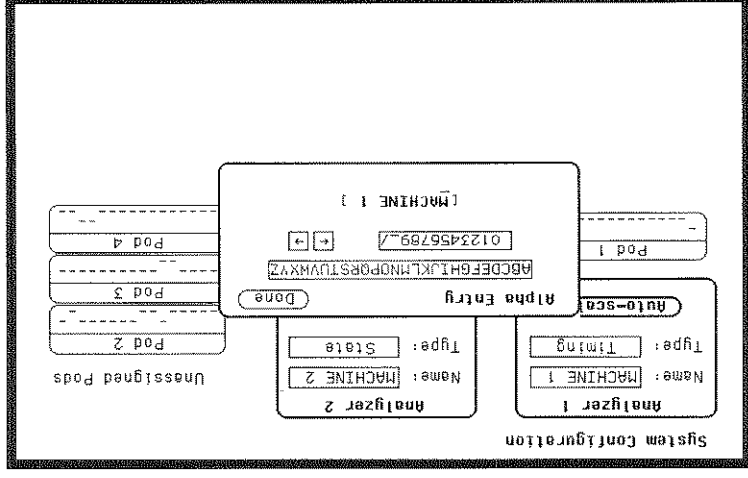 System Configuration
Analyzer 1
Name: MACHINE 1
Type: Timing
Auto-sca
Analyzer 2
Name: MACHINE 2
Type: State
Unassigned Pods
Pod 1
Pod 2
Pod 3
Pod 4
Alpha Entry
Done
ABCDEFGHIJKLMNOPQRSTUVWXYZ
0123456789_/
← →
[MACHINE 1 ]